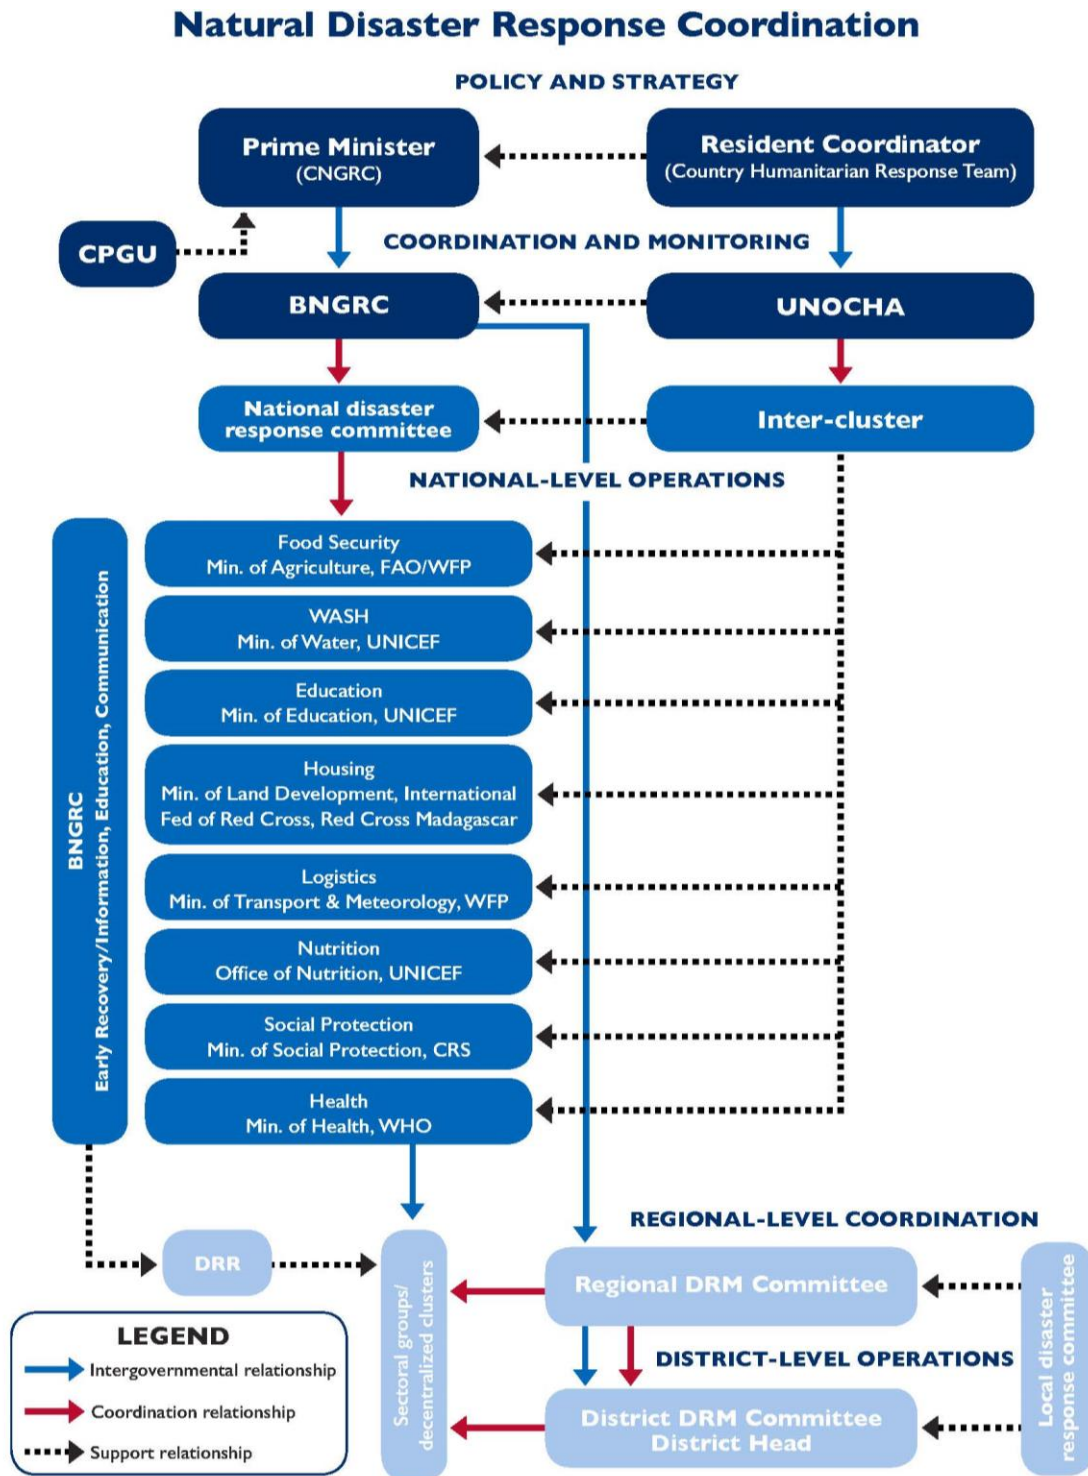 Natural Disaster Response Coordination
POLICY AND STRATEGY
Prime Minister
(CNGRC)
Resident Coordinator
(Country Humanitarian Response Team)
CPGU
COORDINATION AND MONITORING
BNGRC
UNOCHA
National disaster
response committee
Inter-cluster
NATIONAL-LEVEL OPERATIONS
BNGRC
Early Recovery/Information, Education, Communication
Food Security
Min. of Agriculture, FAO/WFP
WASH
Min. of Water, UNICEF
Education
Min. of Education, UNICEF
Housing
Min. of Land Development, International
Fed of Red Cross, Red Cross Madagascar
Logistics
Min. of Transport & Meteorology, WFP
Nutrition
Office of Nutrition, UNICEF
Social Protection
Min. of Social Protection, CRS
Health
Min. of Health, WHO
REGIONAL-LEVEL COORDINATION
DRR
Sectoral groups/
decentralized clusters
Regional DRM Committee
Local disaster
response committee
DISTRICT-LEVEL OPERATIONS
District DRM Committee
District Head
LEGEND
Intergovernmental relationship
Coordination relationship
Support relationship